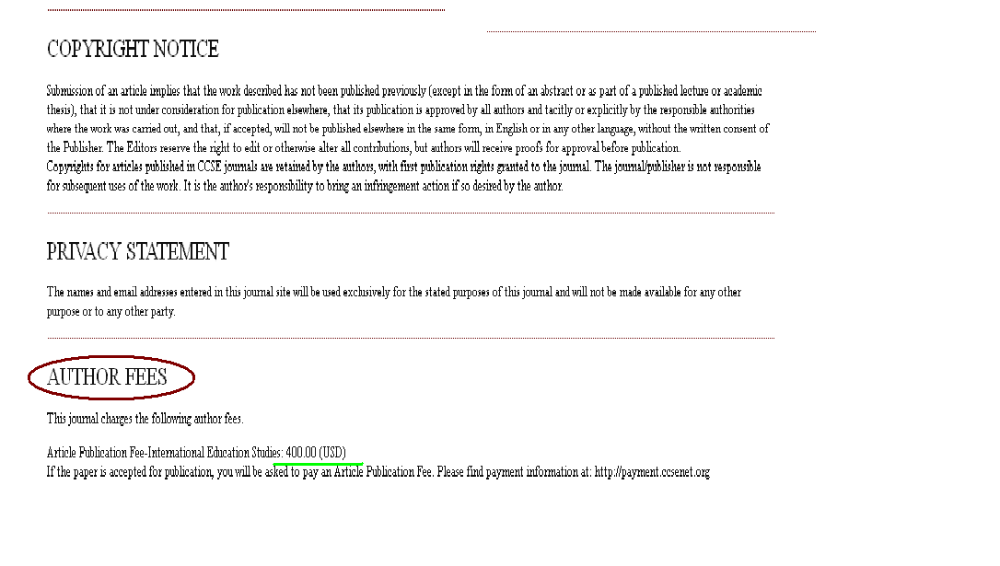 COPYRIGHT NOTICE
Submission of an article implies that the work described has not been published previously (except in the form of an abstract or as part of a published lecture or academic
thesis), that it is not under consideration for publication elsewhere, that its publication is approved by all authors and tacitly or explicitly by the responsible authorities
where the work was carried out, and that, if accepted, will not be published elsewhere in the same form, in English or in any other language, without the written consent of
the Publisher. The Editors reserve the right to edit or otherwise alter all contributions, but authors will receive proofs for approval before publication.
Copyrights for articles published in CCSE journals are retained by the authors, with first publication rights granted to the journal. The journal/publisher is not responsible
for subsequent uses of the work. It is the author's responsibility to bring an infringement action if so desired by the author.
PRIVACY STATEMENT
The names and email addresses entered in this journal site will be used exclusively for the stated purposes of this journal and will not be made available for any other
purpose or to any other party.
AUTHOR FEES
This journal charges the following author fees.
Article Publication Fee-International Education Studies: 400.00 (USD)
If the paper is accepted for publication, you will be asked to pay an Article Publication Fee. Please find payment information at: http://payment.ccsenet.org